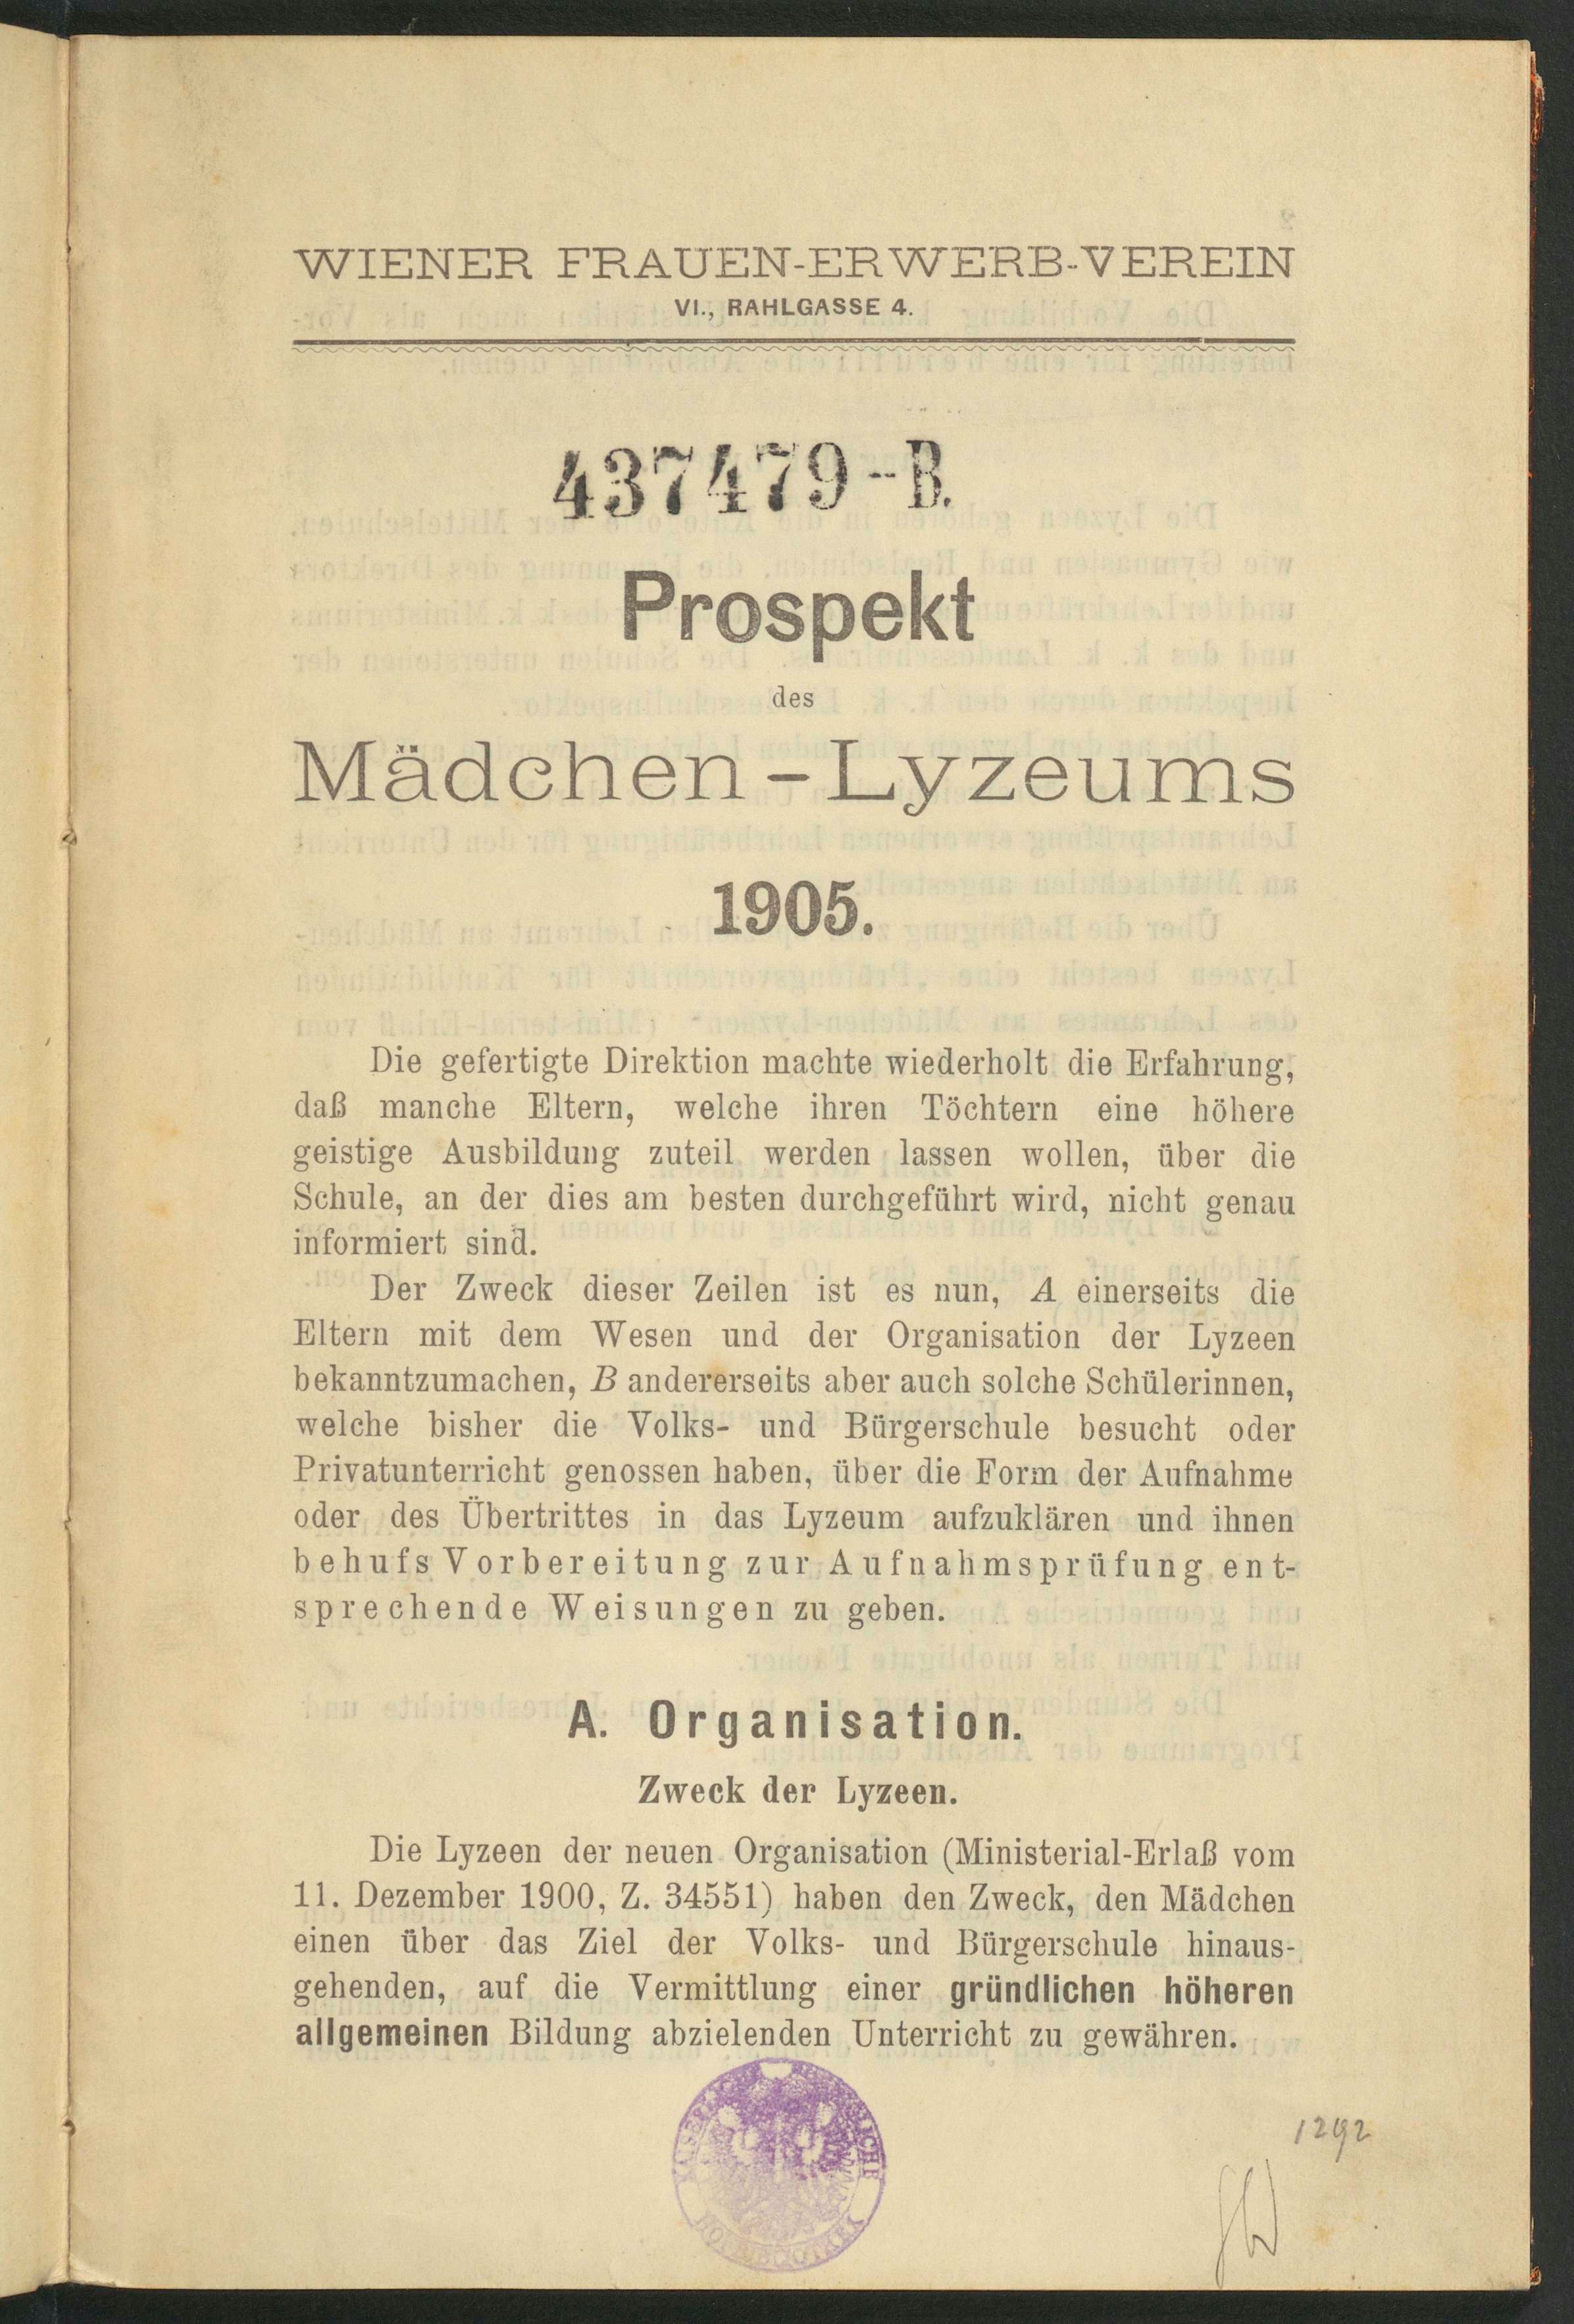 WIENER FRAUEN-ERWERB-VEREIN
VI., RAHLGASSE 4.
437479-B.
Prospekt
des
Mädchen-Lyzeums
1905.
Die gefertigte Direktion machte wiederholt die Erfahrung,
daß manche Eltern, welche ihren Töchtern eine höhere
geistige Ausbildung zuteil werden lassen wollen, über die
Schule, an der dies am besten durchgeführt wird, nicht genau
informiert sind.
Der Zweck dieser Zeilen ist es nun, A einerseits die
Eltern mit dem Wesen und der Organisation der Lyzeen
bekanntzumachen, B andererseits aber auch solche Schülerinnen,
welche bisher die Volks- und Bürgerschule besucht oder
Privatunterricht genossen haben, über die Form der Aufnahme
oder des Übertrittes in das Lyzeum aufzuklären und ihnen
behufs Vorbereitung zur Aufnahmsprüfung ent-
sprechende Weisungen zu geben.
A. Organisation.
Zweck der Lyzeen.
Die Lyzeen der neuen Organisation (Ministerial-Erlaß vom
11. Dezember 1900, Z. 34551) haben den Zweck, den Mädchen
einen über das Ziel der Volks- und Bürgerschule hinaus-
gehenden, auf die Vermittlung einer gründlichen höheren
allgemeinen Bildung abzielenden Unterricht zu gewähren.
1292